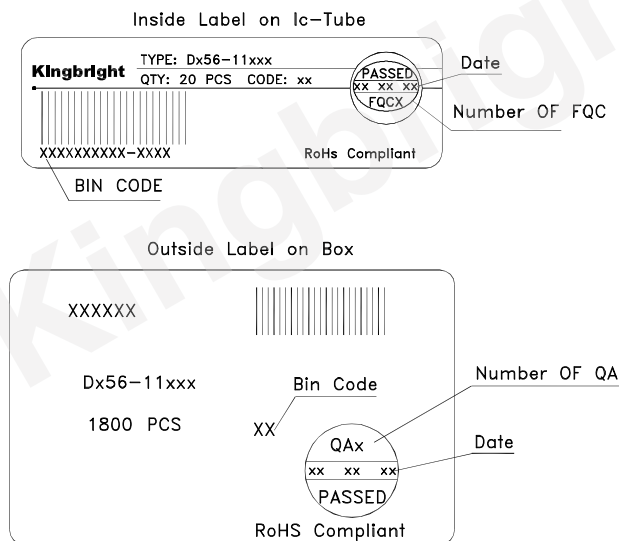 Inside Label on Ic-Tube
Kingbright
TYPE: Dx56-11xxx
QTY: 20 PCS CODE: xx
PASSED
xx xx xx
FQCX
Date
Number OF FQC
XXXXXXXXXX-XXXX
RoHs Compliant
BIN CODE
Outside Label on Box
XXXXXX
Dx56-11xxx
1800 PCS
Bin Code
XX
Number OF QA
QAx
xx xx xx
PASSED
Date
RoHS Compliant
Kingbright